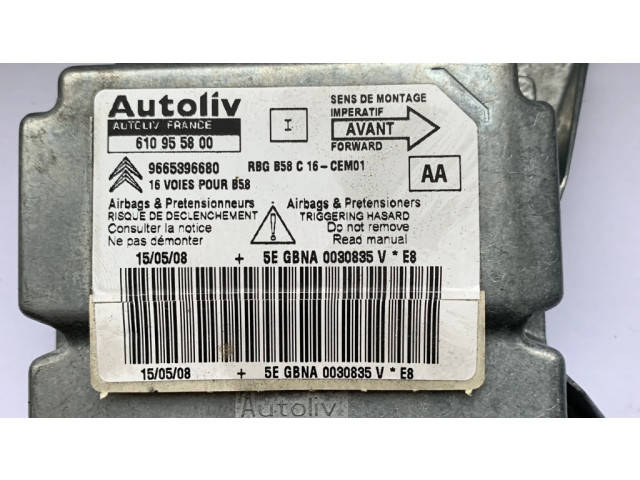 Autoliv
AUTOLIV FRANCE
610 95 58 00
I
SENS DE MONTAGE
IMPERATIF
AVANT
FORWARD
9665396680 RBG B58 C 16-CEM01
16 VOIES POUR B58
AA
Airbags & Pretensionneurs
RISQUE DE DECLENCHEMENT
Consulter la notice
Ne pas démonter
Airbags & Pretensioners
TRIGGERING HASARD
Do not remove
Read manual
15/05/08 + 5E GBNA 0030835 V * E8
15/05/08 + 5E GBNA 0030835 V * E8
Autoliv